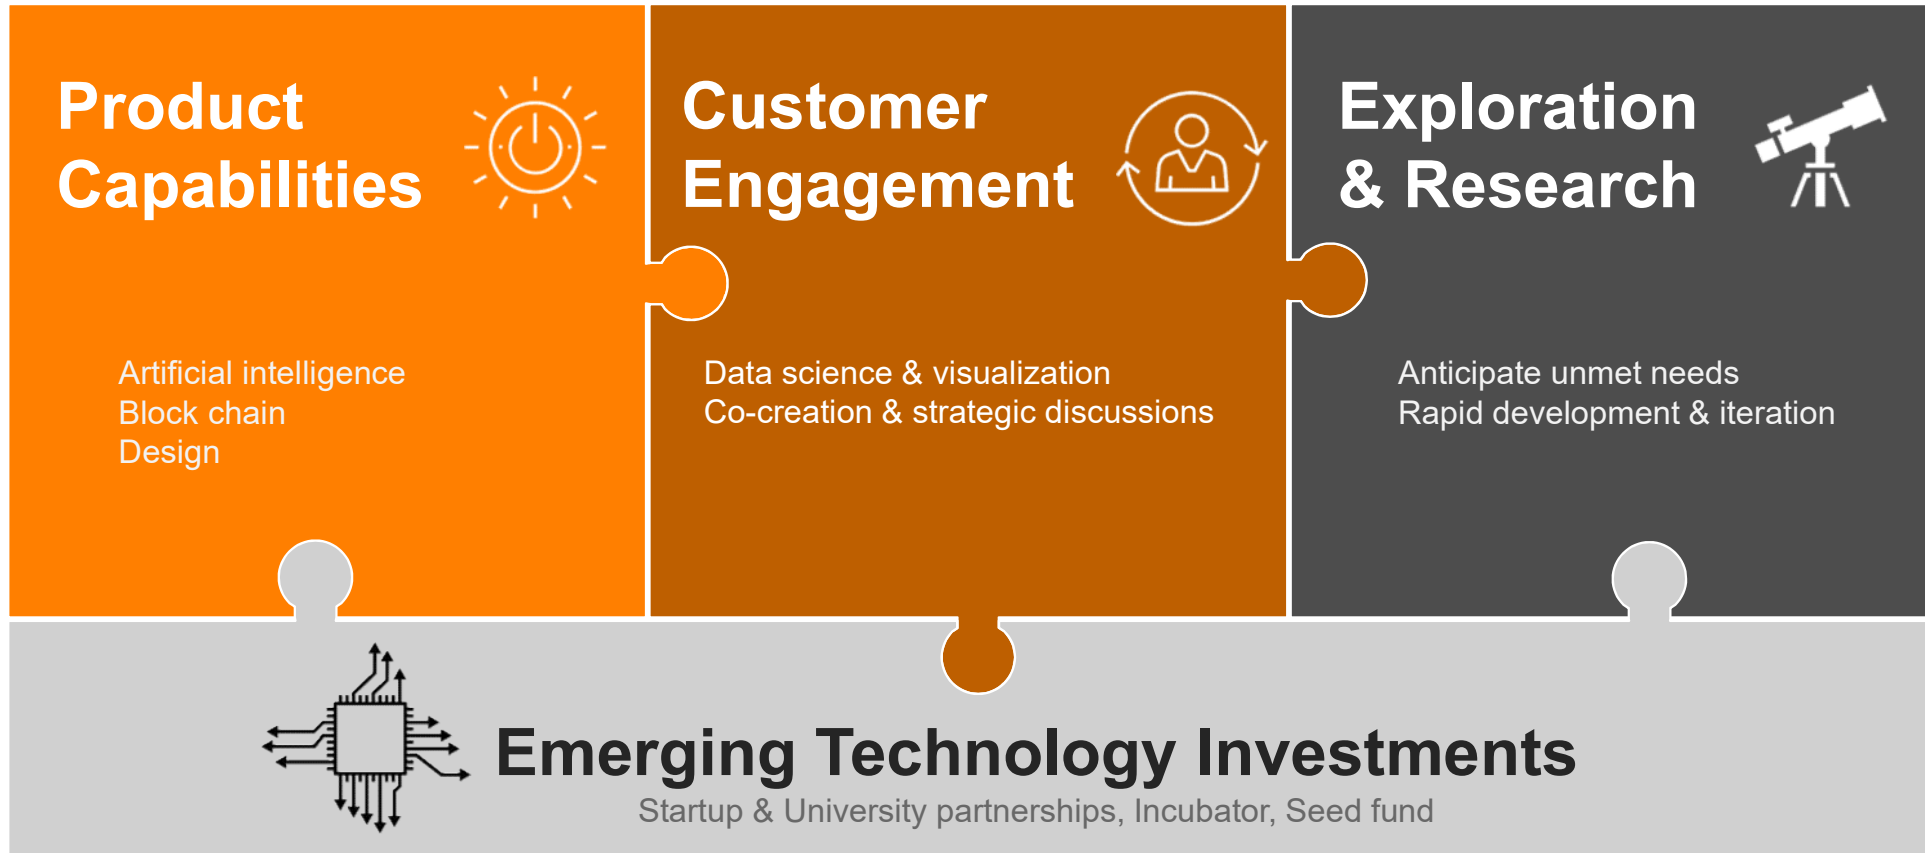 Product
Capabilities
Artificial intelligence
Block chain
Design
Customer
Engagement
Data science & visualization
Co-creation & strategic discussions
Exploration
& Research
Anticipate unmet needs
Rapid development & iteration
Emerging Technology Investments
Startup & University partnerships, Incubator, Seed fund